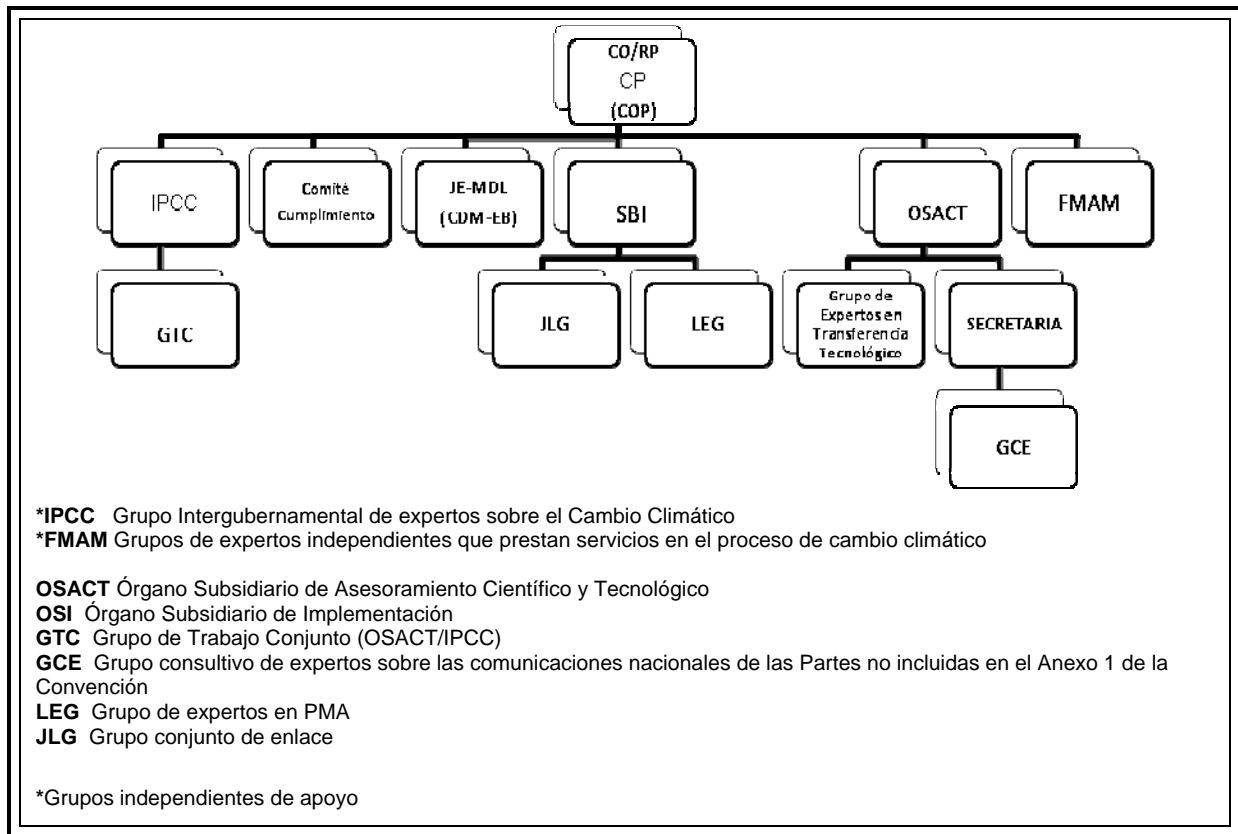 CO/RP
CP
(COP)
IPCC
Comité
Cumplimiento
JE-MDL
(CDM-EB)
SBI
OSACT
FMAM
GTC
JLG
LEG
Grupo de
Expertos en
Transferencia
Tecnológico
SECRETARIA
GCE
*IPCC Grupo Intergubernamental de expertos sobre el Cambio Climático
*FMAM Grupos de expertos independientes que prestan servicios en el proceso de cambio climático
OSACT Órgano Subsidiario de Asesoramiento Científico y Tecnológico
OSI Órgano Subsidiario de Implementación
GTC Grupo de Trabajo Conjunto (OSACT/IPCC)
GCE Grupo consultivo de expertos sobre las comunicaciones nacionales de las Partes no incluidas en el Anexo 1 de la
Convención
LEG Grupo de expertos en PMA
JLG Grupo conjunto de enlace
*Grupos independientes de apoyo